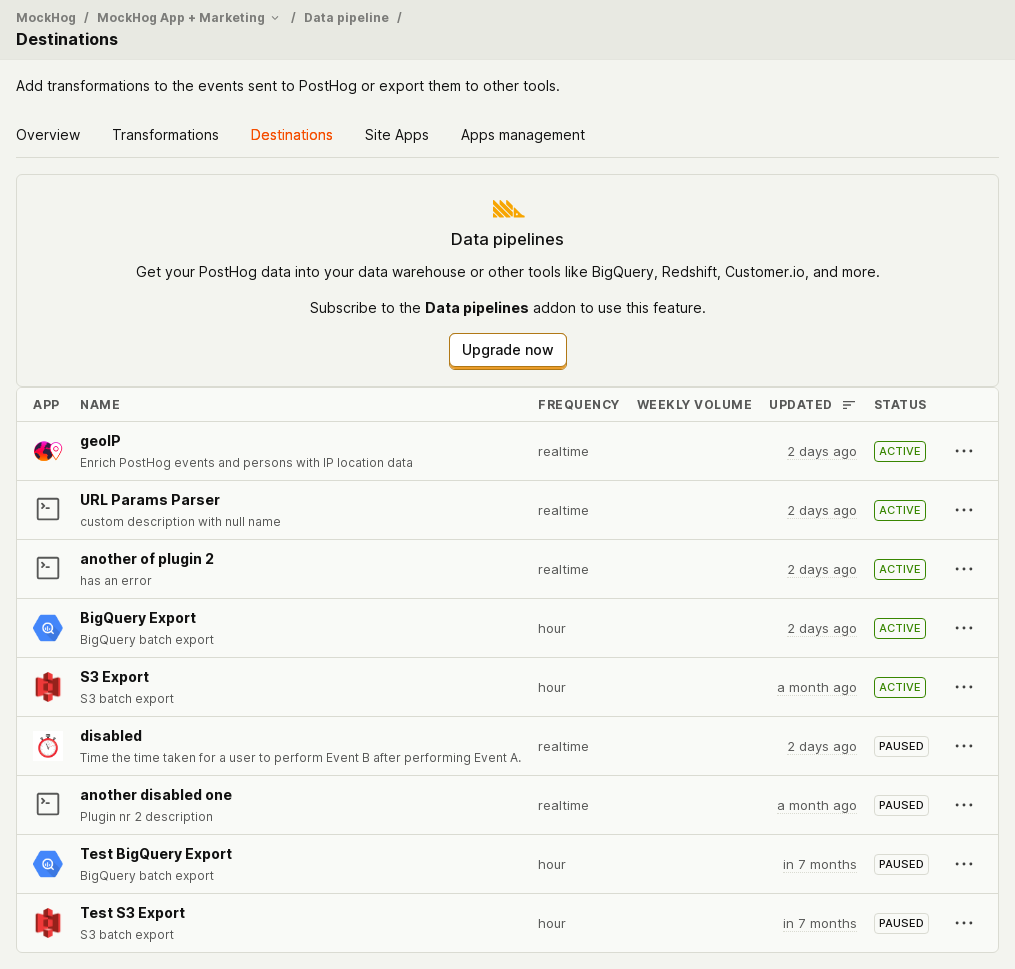 MockHog / MockHog App + Marketing / Data pipeline /
Destinations
Add transformations to the events sent to PostHog or export them to other tools.
Overview Transformations Destinations Site Apps Apps management
Data pipelines
Get your PostHog data into your data warehouse or other tools like BigQuery, Redshift, Customer.io, and more.
Subscribe to the Data pipelines addon to use this feature.
Upgrade now
APP NAME FREQUENCY WEEKLY VOLUME UPDATED STATUS
geoIP
Enrich PostHog events and persons with IP location data
realtime 2 days ago ACTIVE
URL Params Parser
custom description with null name
realtime 2 days ago ACTIVE
another of plugin 2
has an error
realtime 2 days ago ACTIVE
BigQuery Export
BigQuery batch export
hour 2 days ago ACTIVE
S3 Export
S3 batch export
hour a month ago ACTIVE
disabled
Time the time taken for a user to perform Event B after performing Event A.
realtime 2 days ago PAUSED
another disabled one
Plugin nr 2 description
realtime a month ago PAUSED
Test BigQuery Export
BigQuery batch export
hour in 7 months PAUSED
Test S3 Export
S3 batch export
hour in 7 months PAUSED